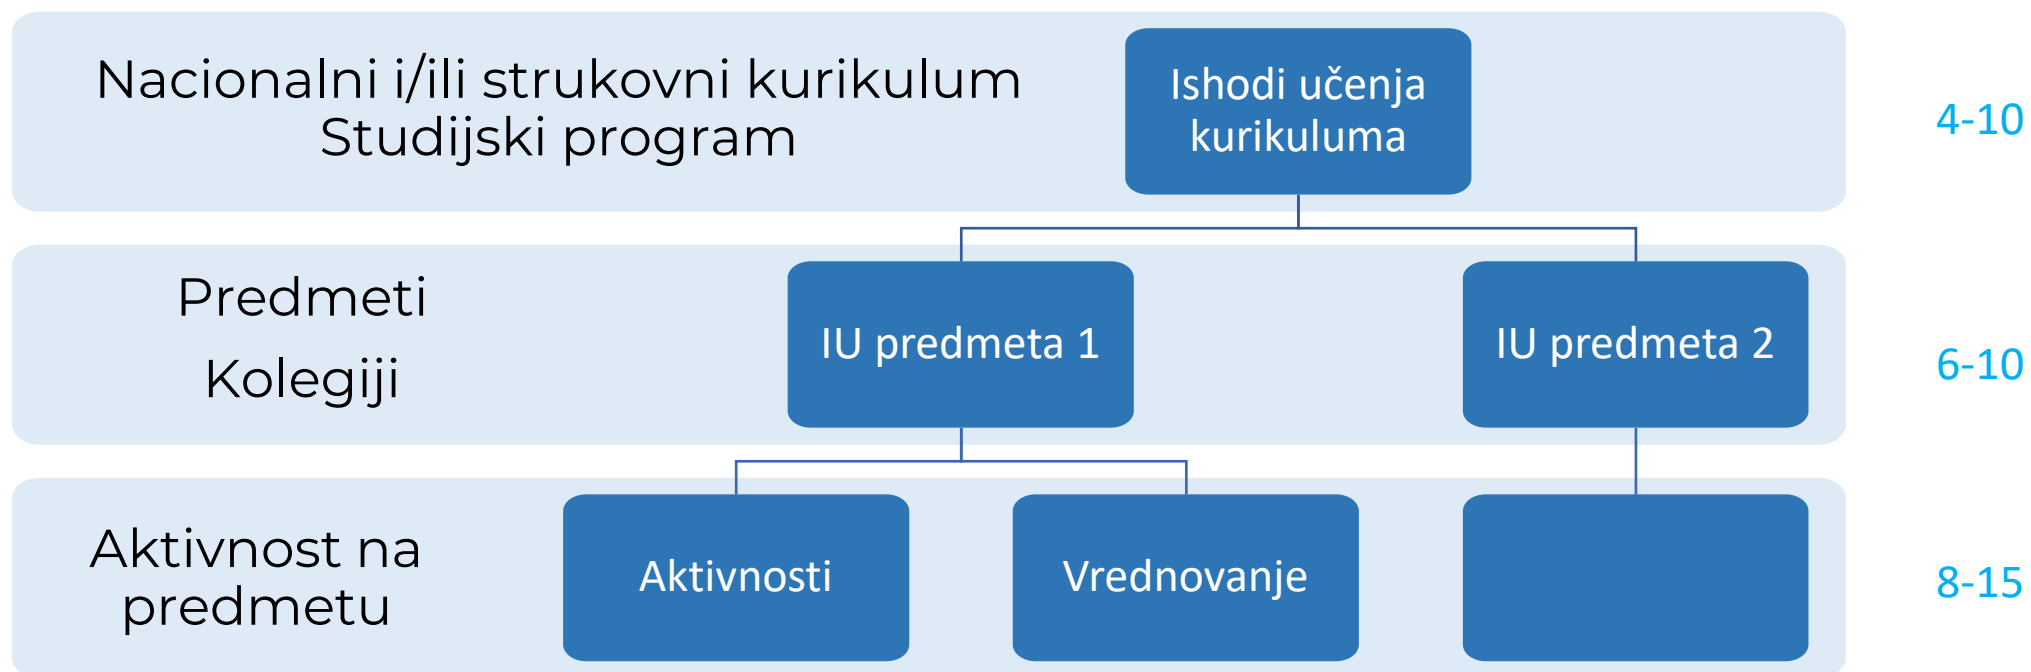 Nacionalni i/ili strukovni kurikulum
Studijski program
Ishodi učenja
kurikuluma
4-10
Predmeti
Kolegiji
IU predmeta 1
IU predmeta 2
6-10
Aktivnost na
predmetu
Aktivnosti
Vrednovanje
8-15